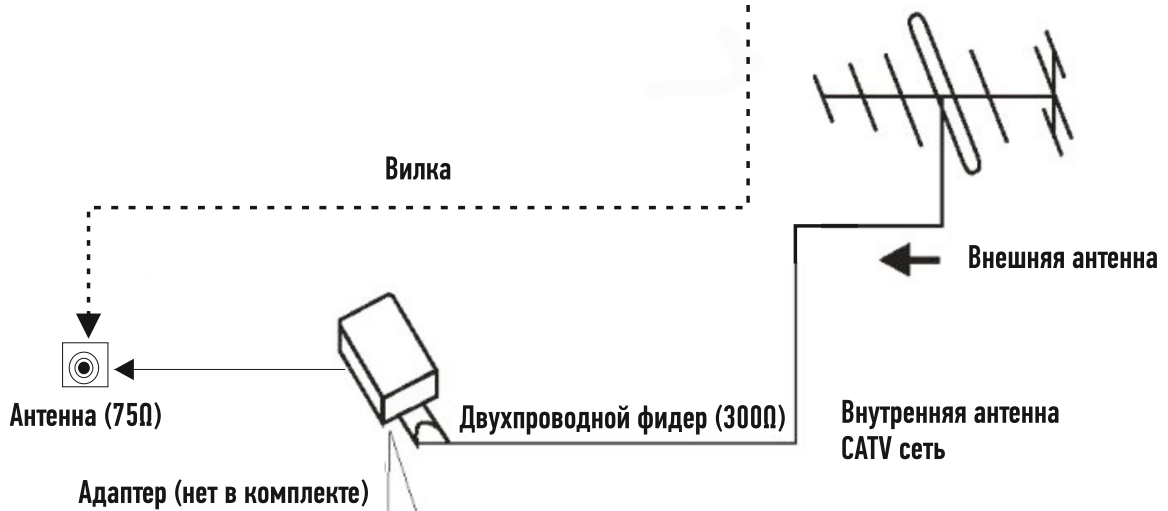 Вилка
Внешняя антенна
Антенна (75Ω)
Двухпроводной фидер (300Ω)
Внутренняя антенна
CATV сеть
Адаптер (нет в комплекте)